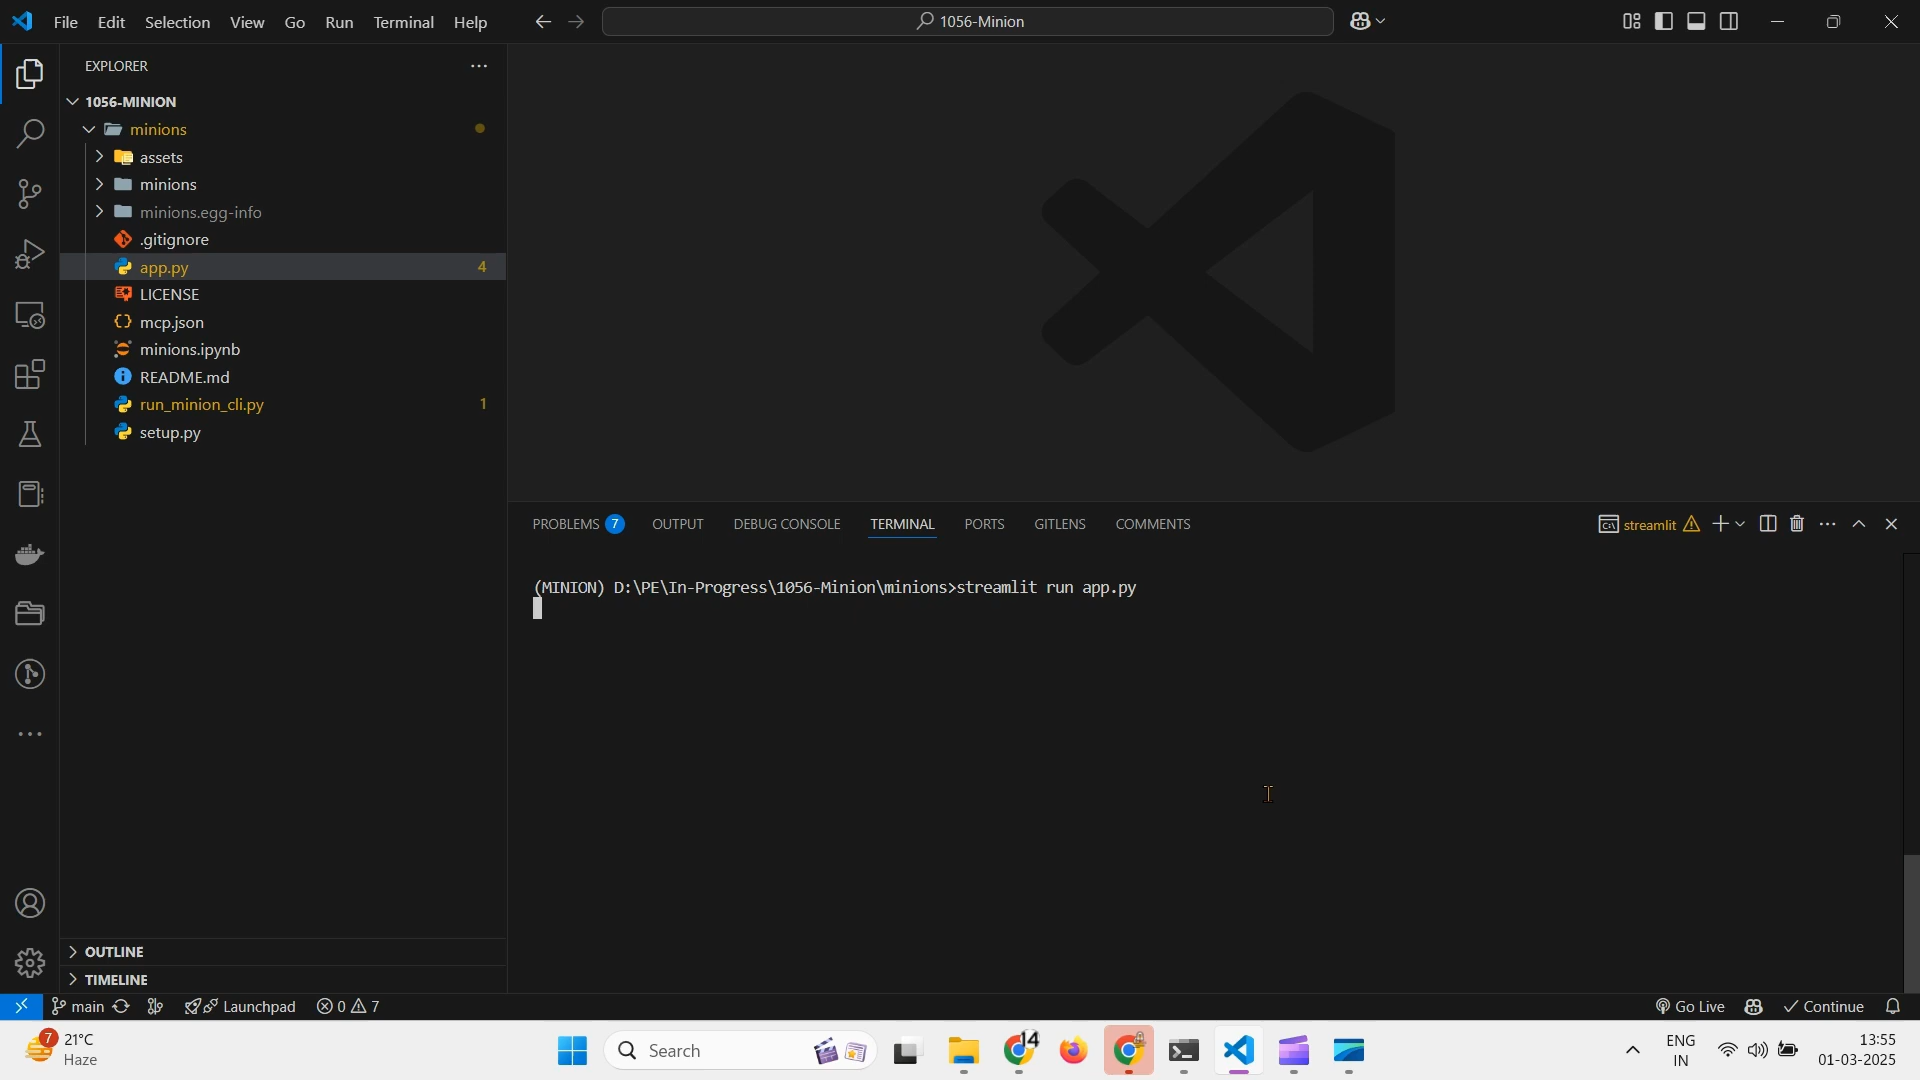 File Edit Selection View Go Run Terminal Help
1056-Minion
EXPLORER
1056-MINION
minions
assets
minions
minions.egg-info
.gitignore
app.py 4
LICENSE
mcp.json
minions.ipynb
README.md
run_minion_cli.py 1
setup.py
PROBLEMS 7 OUTPUT DEBUG CONSOLE TERMINAL PORTS GITLENS COMMENTS
streamlit
(MINION) D:\PE\In-Progress\1056-Minion\minions>streamlit run app.py
OUTLINE
TIMELINE
main Launchpad 0 7 Go Live Continue
7 21°C
Haze
Search
14
ENG
IN
13:55
01-03-2025